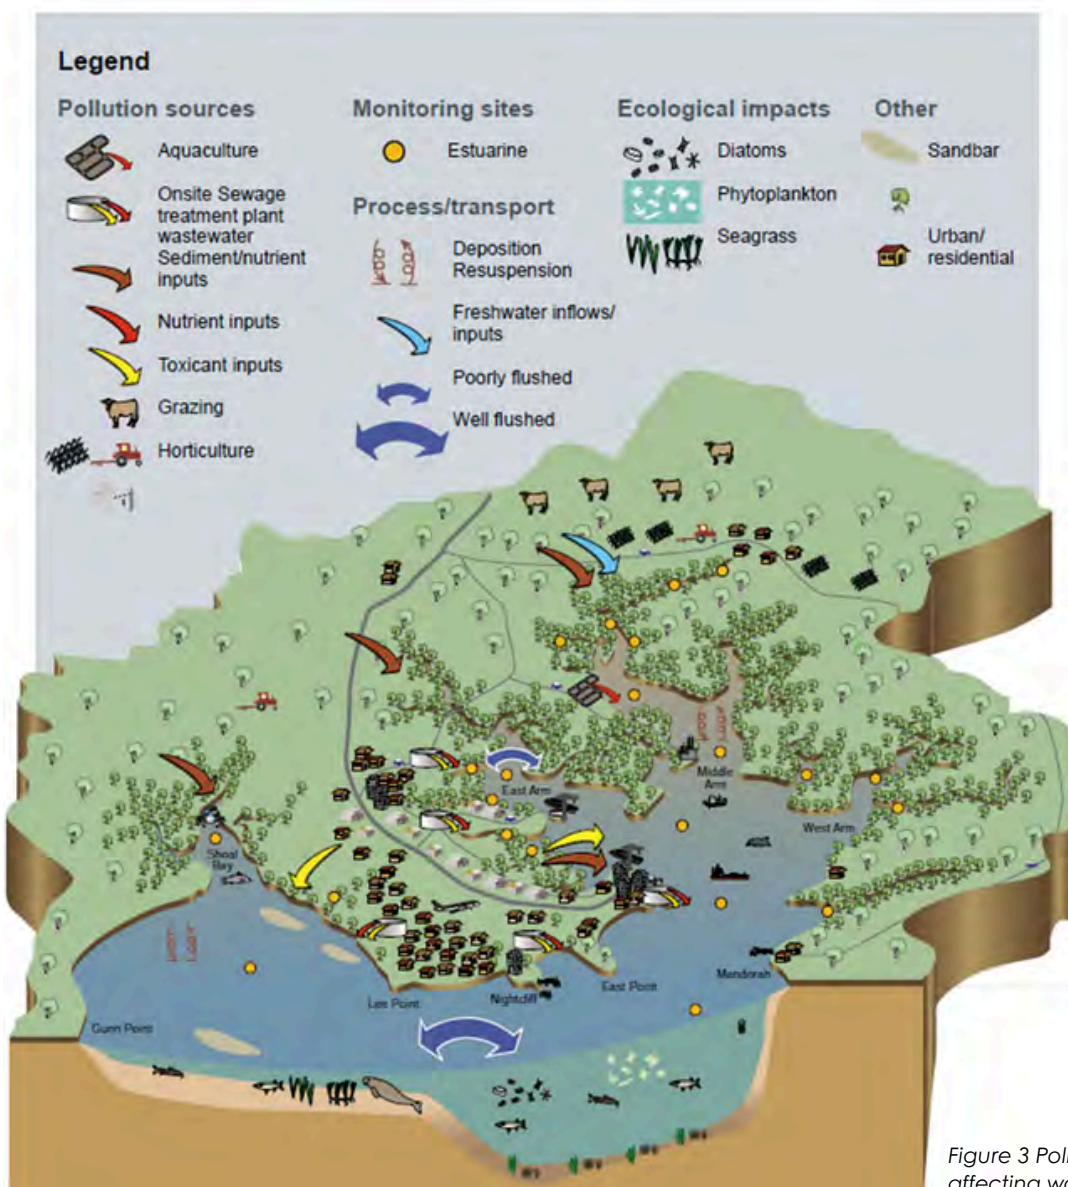 Legend
Pollution sources
Aquaculture
Onsite Sewage
treatment plant
wastewater
Sediment/nutrient
inputs
Nutrient inputs
Toxicant inputs
Grazing
Horticulture
Monitoring sites
Estuarine
Process/transport
Deposition
Resuspension
Freshwater inflows/
inputs
Poorly flushed
Well flushed
Ecological impacts
Diatoms
Phytoplankton
Seagrass
Other
Sandbar
Urban/
residential
East Arm
Middle
Arm
West Arm
Shoal
Bay
Mandorah
East Point
Nightcliff
Lee Point
Gunn Point
Figure 3 Poll
affecting wa